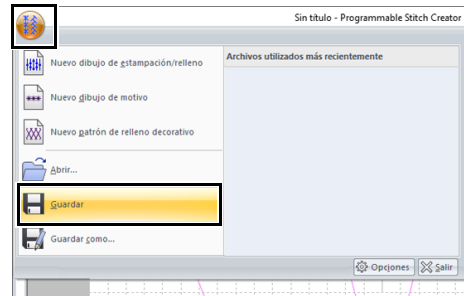 Sin título - Programmable Stitch Creator
Nuevo dibujo de estampación/relleno
Nuevo dibujo de motivo
Nuevo patrón de relleno decorativo
Abrir...
Guardar
Guardar como...
Archivos utilizados más recientemente
Opciones
Salir